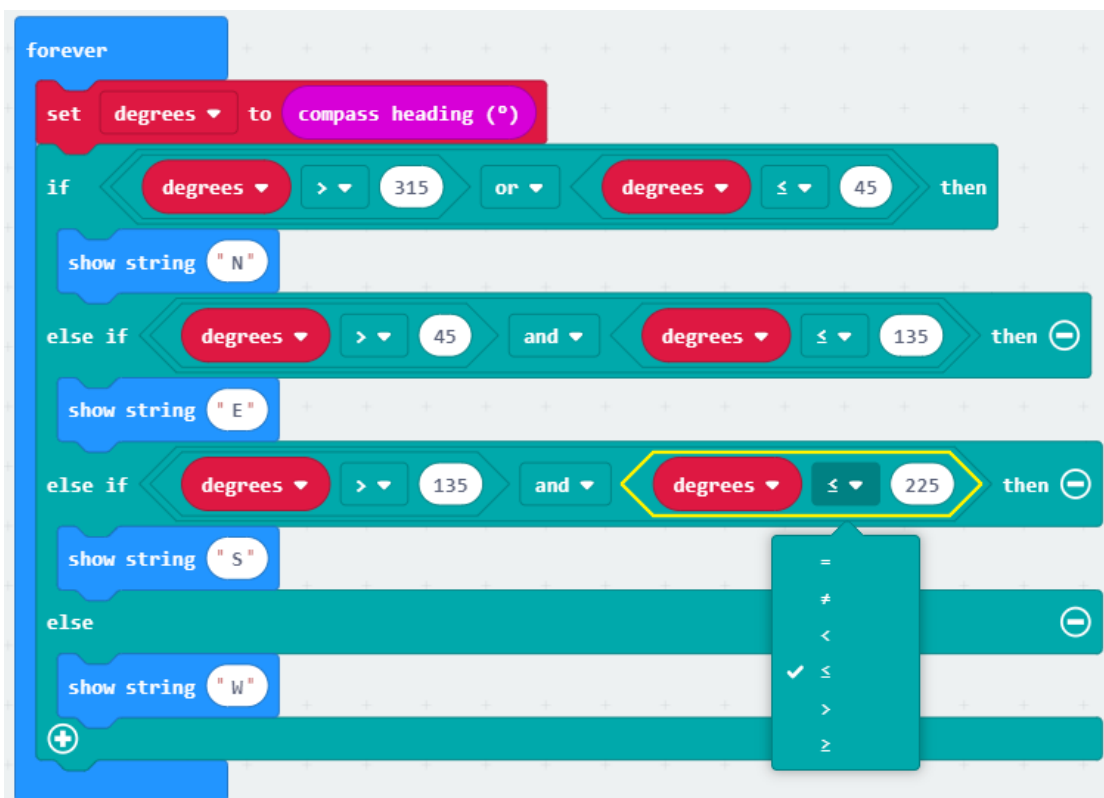 forever
set degrees to compass heading (°)
if degrees > 315 or degrees ≤ 45 then
show string "N"
else if degrees > 45 and degrees ≤ 135 then
show string "E"
else if degrees > 135 and degrees ≤ 225 then
=
show string "S"
≠
else
<
show string "W"
≤
>
≥